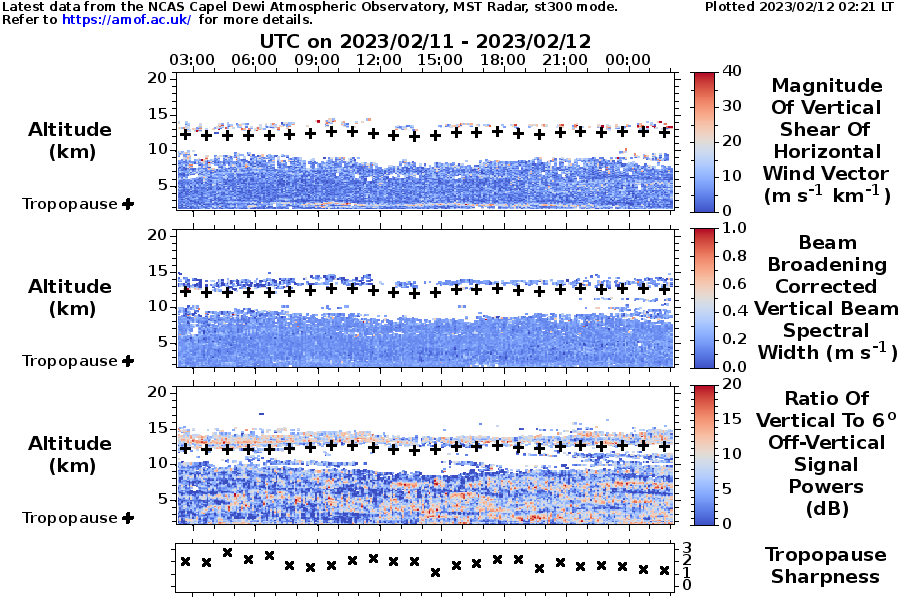 Latest data from the NCAS Capel Dewi Atmospheric Observatory, MST Radar, st300 mode.
Plotted 2023/02/12 02:21 LT
Refer to https://amof.ac.uk/ for more details.
UTC on 2023/02/11 - 2023/02/12
03:00 06:00 09:00 12:00 15:00 18:00 21:00 00:00
20
15
10
5
Altitude
(km)
Tropopause
40
30
20
10
0
Magnitude
Of Vertical
Shear Of
Horizontal
Wind Vector
(m s-1 km-1)
20
15
10
5
Altitude
(km)
Tropopause
1.0
0.8
0.6
0.4
0.2
0.0
Beam
Broadening
Corrected
Vertical Beam
Spectral
Width (m s-1)
20
15
10
5
Altitude
(km)
Tropopause
20
15
10
5
0
Ratio Of
Vertical To 6o
Off-Vertical
Signal
Powers
(dB)
3
2
1
0
Tropopause
Sharpness